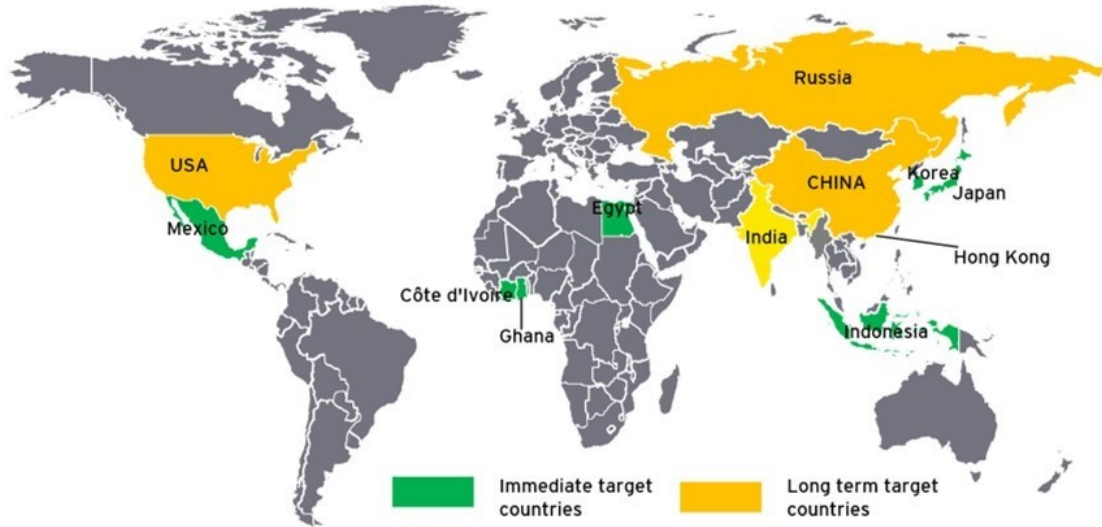 Russia
USA
CHINA
Korea
Japan
Mexico
Egypt
India
Hong Kong
Côte d'Ivoire
Ghana
Indonesia
Immediate target
countries
Long term target
countries